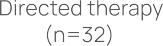 Directed therapy
(n=32)